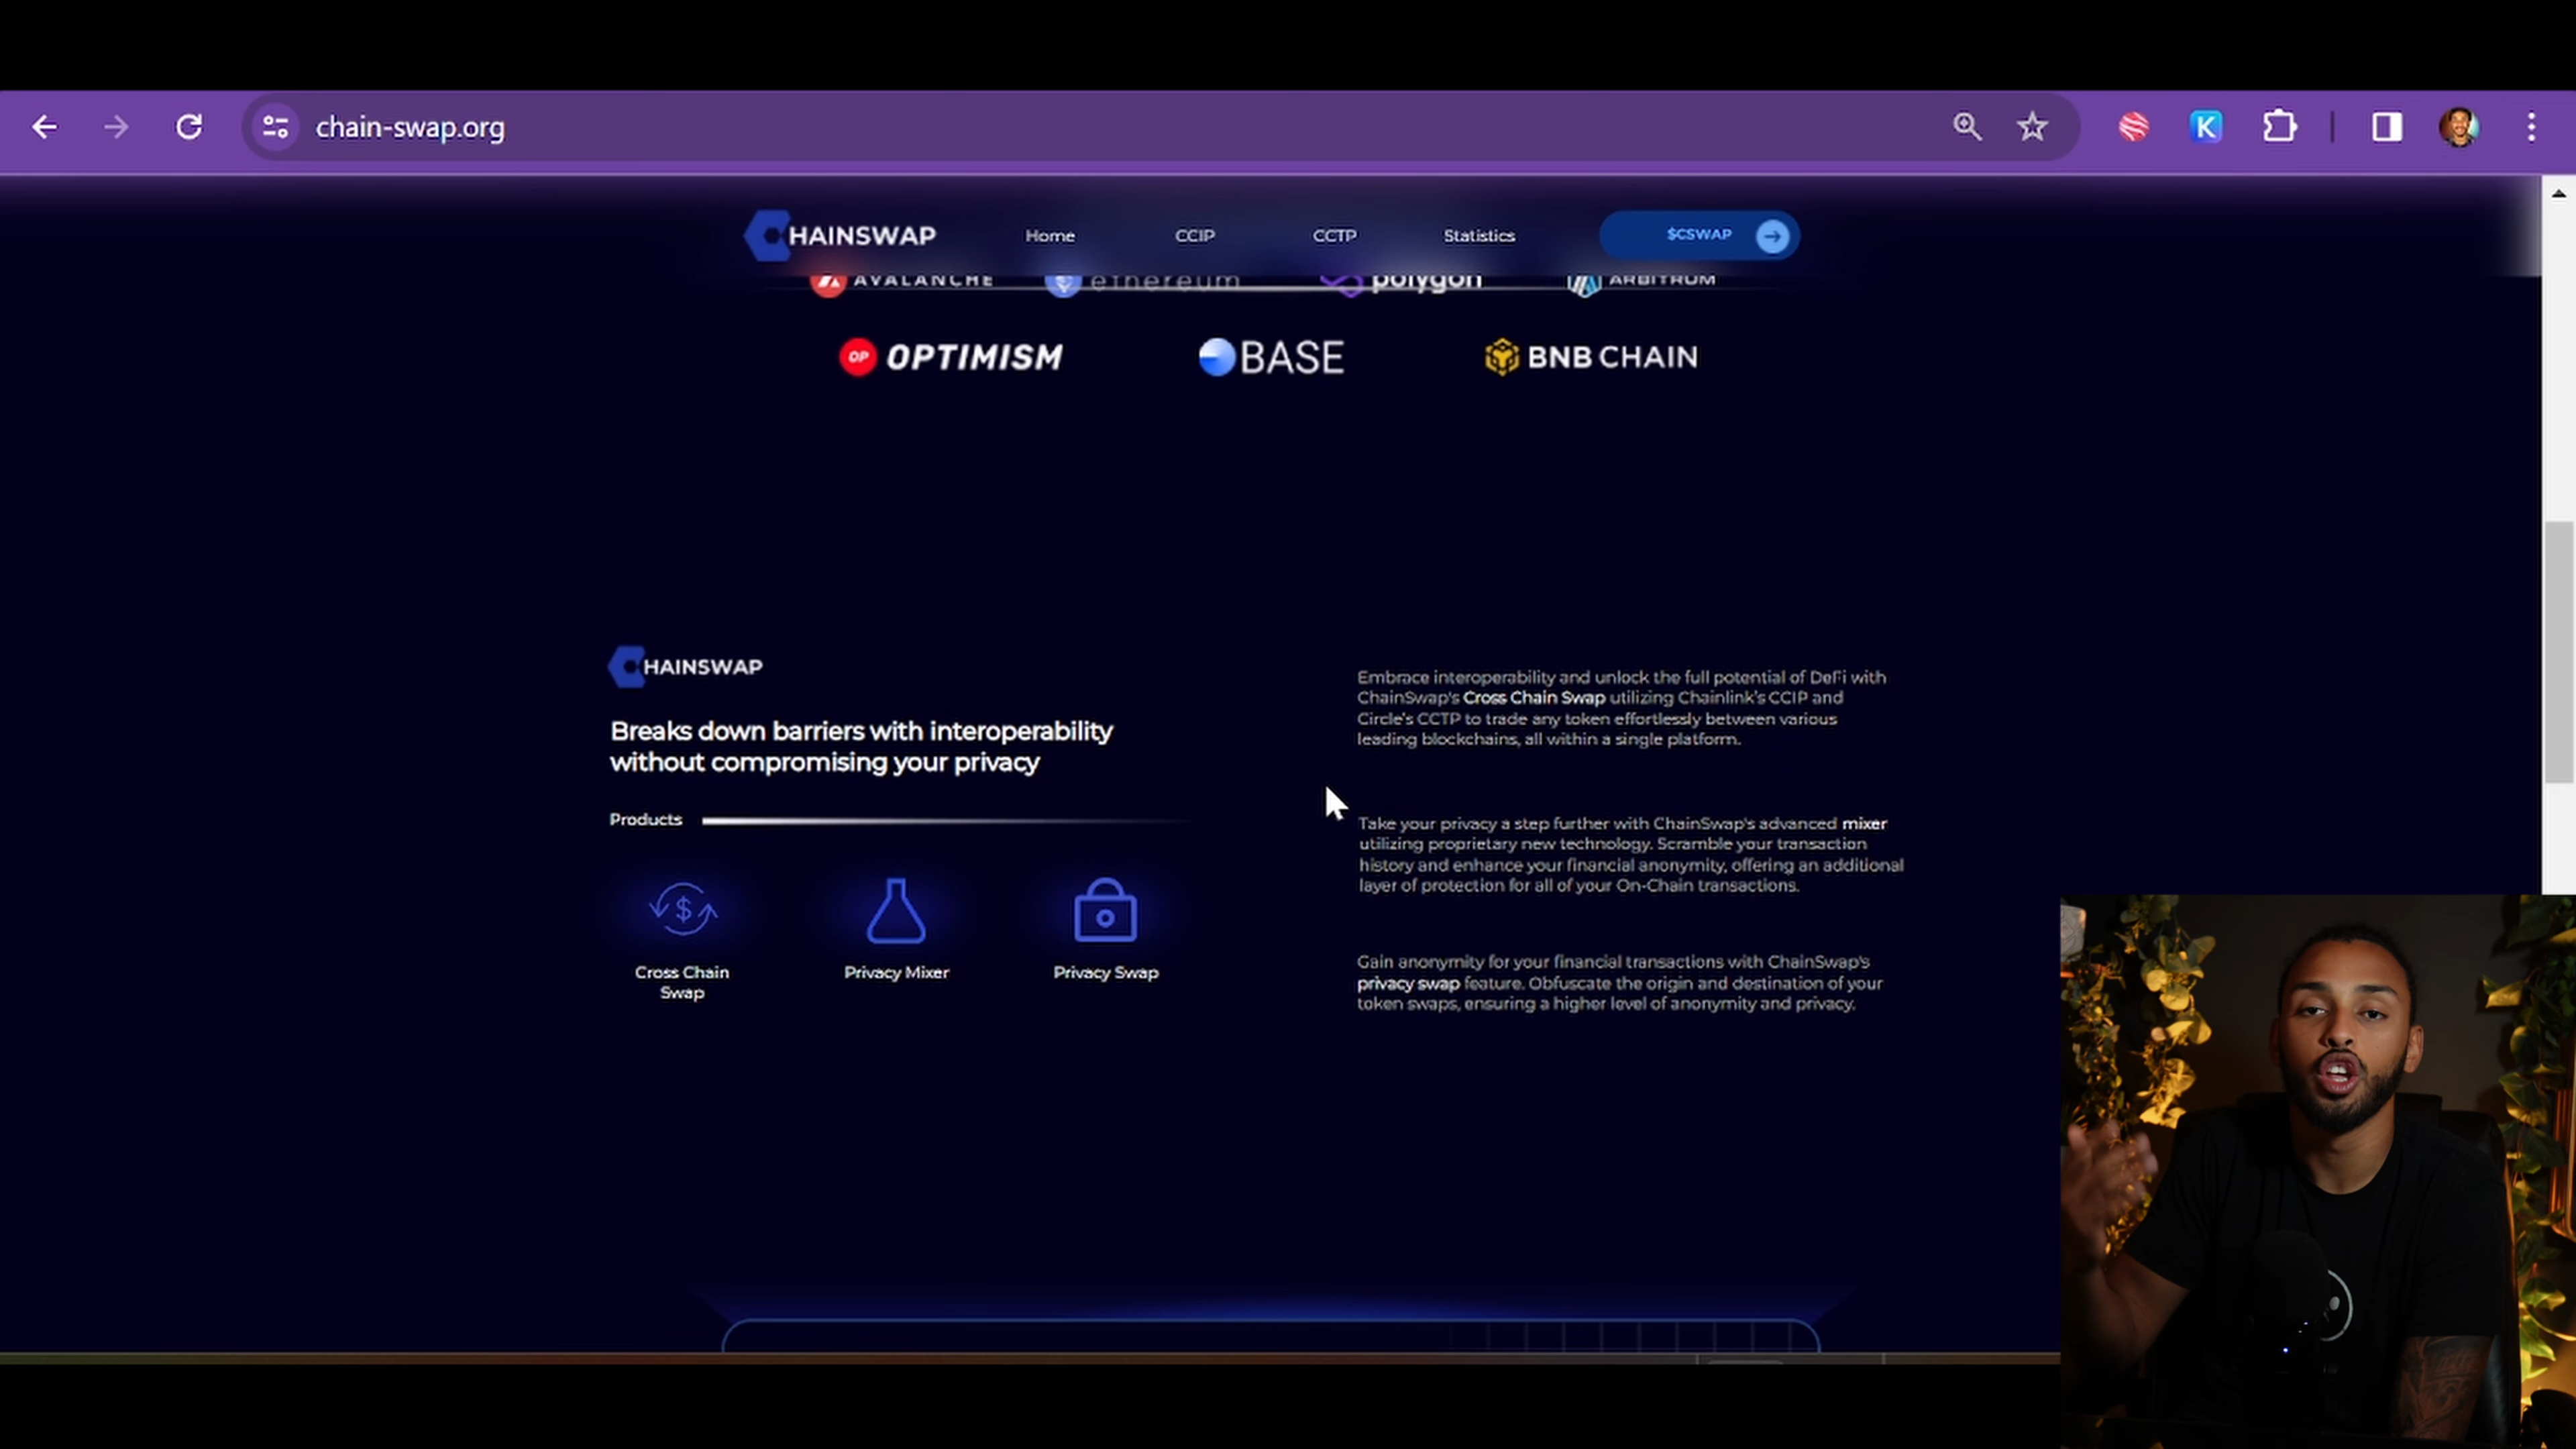 chain-swap.org
K
HAINSWAP
Home
CCIP
CCTP
Statistics
$CSWAP
AVALANCHE
ethereum
polygon
ARBITRUM
OP OPTIMISM
BASE
BNB CHAIN
HAINSWAP
Breaks down barriers with interoperability
without compromising your privacy
Products
$
Cross Chain
Swap
Privacy Mixer
Privacy Swap
Embrace interoperability and unlock the full potential of DeFi with
ChainSwap's Cross Chain Swap utilizing Chainlink's CCIP and
Circle's CCTP to trade any token effortlessly between various
leading blockchains, all within a single platform.
Take your privacy a step further with ChainSwap's advanced mixer
utilizing proprietary new technology. Scramble your transaction
history and enhance your financial anonymity, offering an additional
layer of protection for all of your On-Chain transactions.
Gain anonymity for your financial transactions with ChainSwap's
privacy swap feature. Obfuscate the origin and destination of your
token swaps, ensuring a higher level of anonymity and privacy.